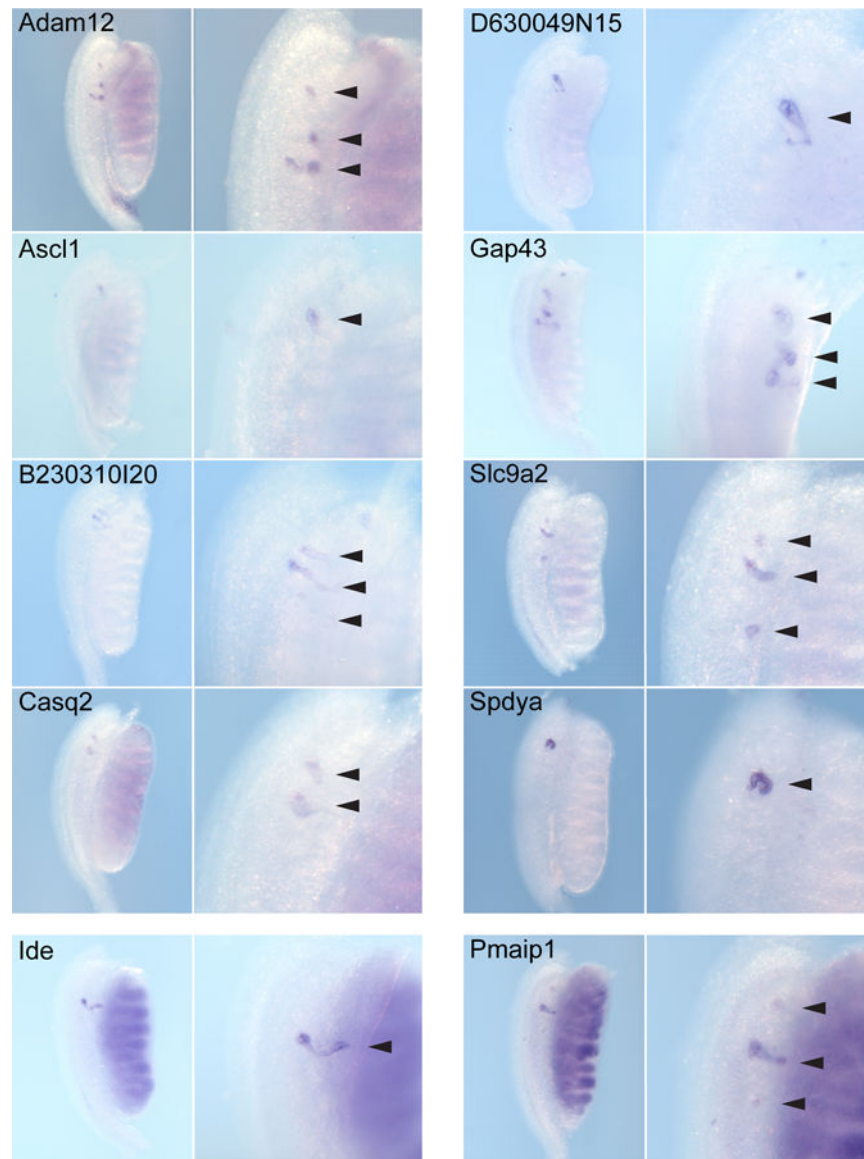 Adam12
D630049N15
Ascl1
Gap43
B230310I20
Slc9a2
Casq2
Spdya
Ide
Pmaip1